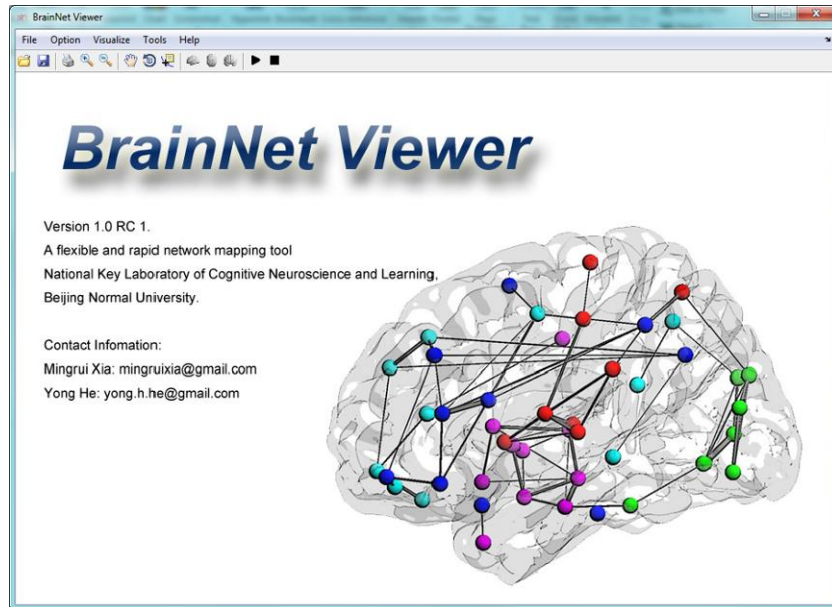 BrainNet Viewer
File Option Visualize Tools Help
BrainNet Viewer
Version 1.0 RC 1.
A flexible and rapid network mapping tool
National Key Laboratory of Cognitive Neuroscience and Learning,
Beijing Normal University.
Contact Infomation:
Mingrui Xia: mingruixia@gmail.com
Yong He: yong.h.he@gmail.com